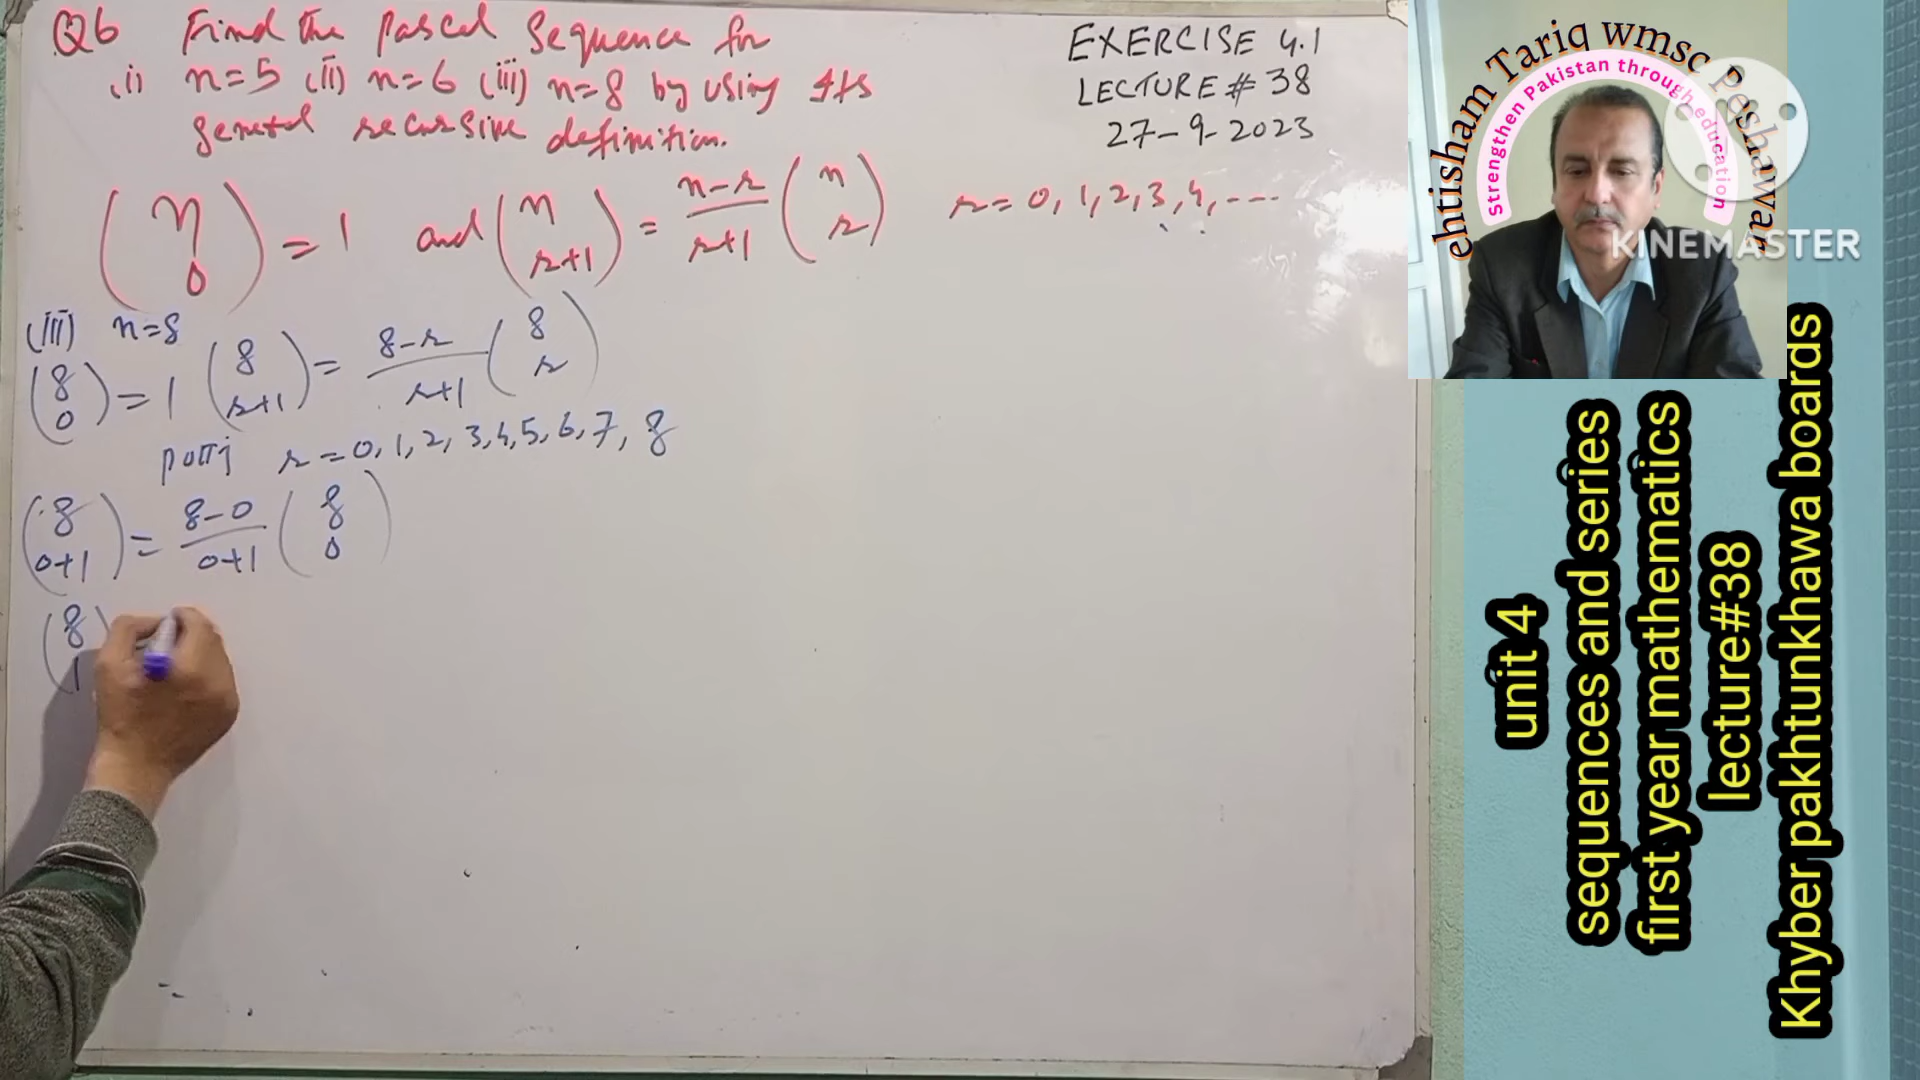 Q6 Find the Pascal Sequence for
(i) n=5 (ii) n=6 (iii) n=8 by using its
general recursive definition.
EXERCISE 4.1
LECTURE # 38
27-9-2023
(n 0) = 1 and (n r+1) = n-r/r+1 (n r) r = 0, 1, 2, 3, 4, ----
(iii) n=8
(8 0) = 1 (8 r+1) = 8-r/r+1 (8 r)
r = 0, 1, 2, 3, 4, 5, 6, 7, 8
(8 0+1) = 8-0/0+1 (8 0)
(8 1)
ehtisham Tariq wmsc Peshawar
Strengthen Pakistan through education
KINEMASTER
unit 4
sequences and series
first year mathematics
lecture#38
Khyber pakhtunkhawa boards